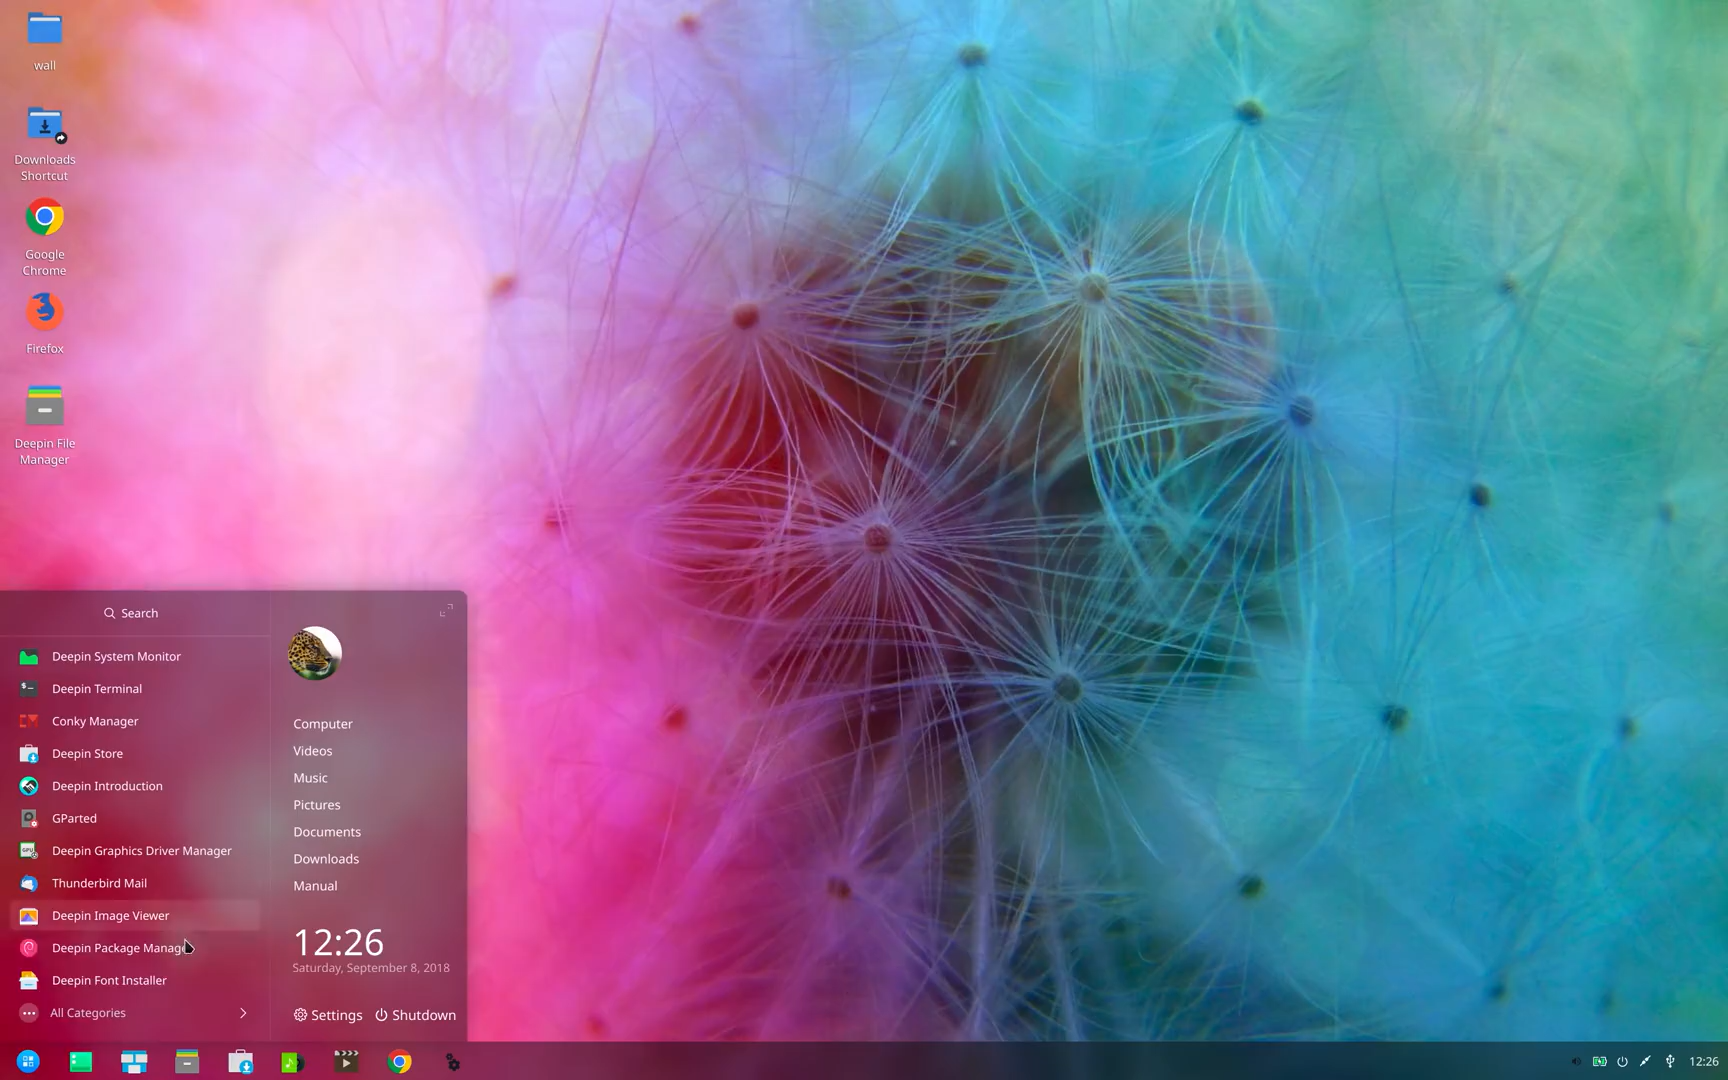 wall
Downloads
Shortcut
Google
Chrome
Firefox
Deepin File
Manager
Search
Deepin System Monitor
Deepin Terminal
Conky Manager
Deepin Store
Deepin Introduction
GParted
Deepin Graphics Driver Manager
Thunderbird Mail
Deepin Image Viewer
Deepin Package Manage
Deepin Font Installer
All Categories
Computer
Videos
Music
Pictures
Documents
Downloads
Manual
12:26
Saturday, September 8, 2018
Settings
Shutdown
12:26